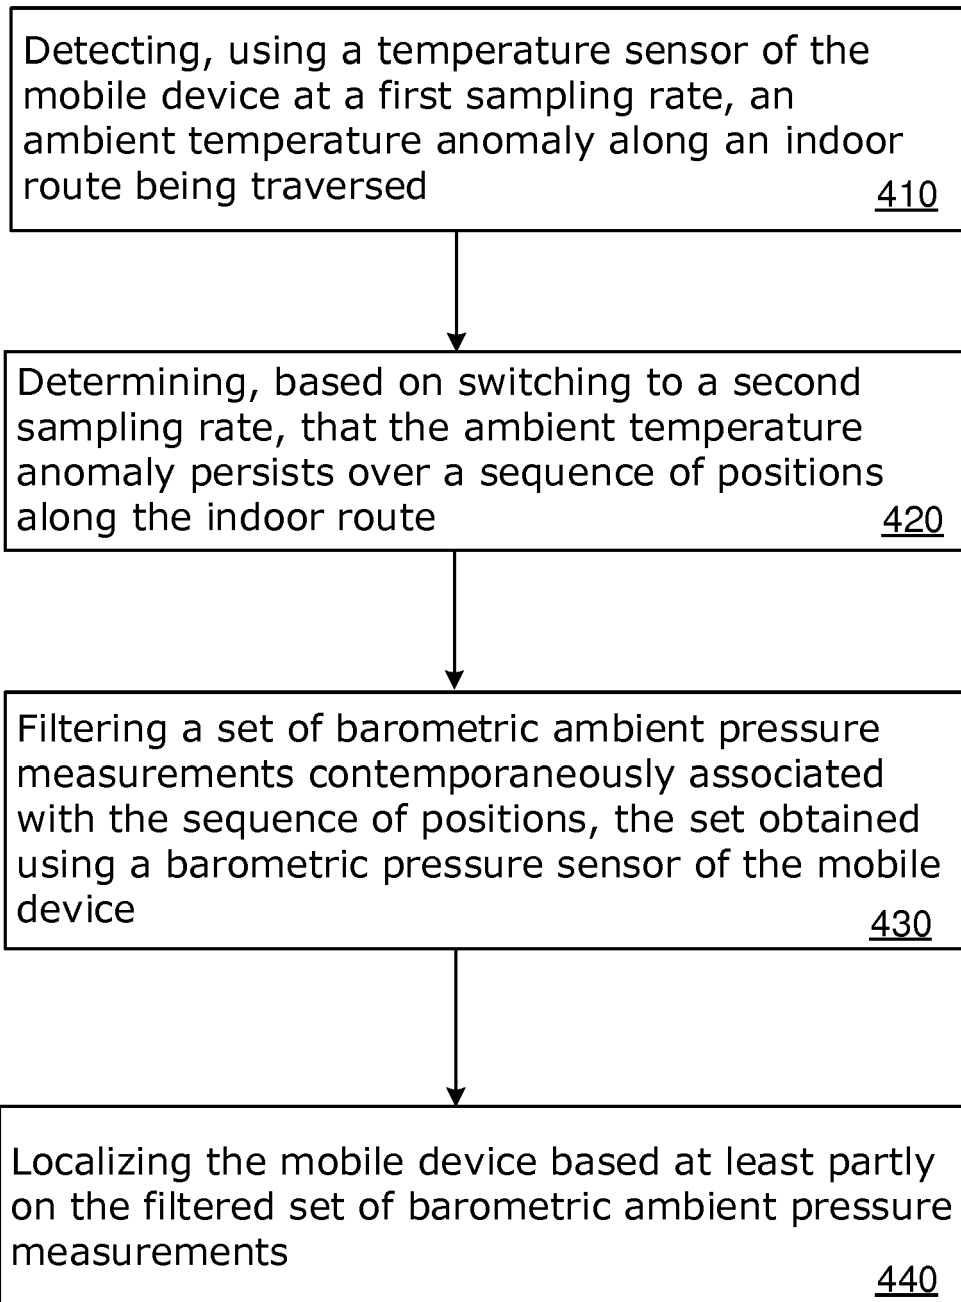 Detecting, using a temperature sensor of the
mobile device at a first sampling rate, an
ambient temperature anomaly along an indoor
route being traversed
410
Determining, based on switching to a second
sampling rate, that the ambient temperature
anomaly persists over a sequence of positions
along the indoor route
420
Filtering a set of barometric ambient pressure
measurements contemporaneously associated
with the sequence of positions, the set obtained
using a barometric pressure sensor of the mobile
device
430
Localizing the mobile device based at least partly
on the filtered set of barometric ambient pressure
measurements
440